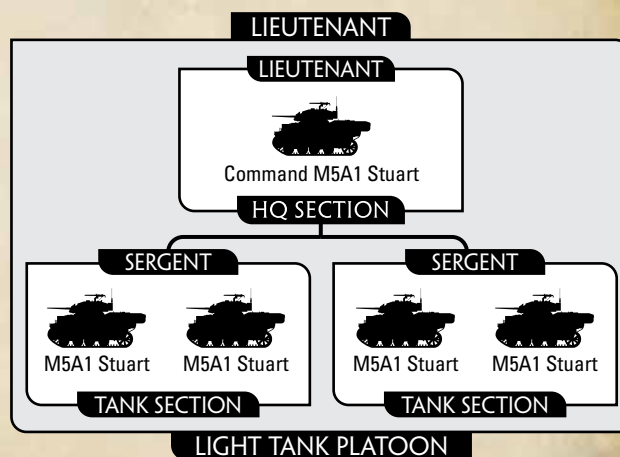 LIEUTENANT
LIEUTENANT
Command M5A1 Stuart
HQ SECTION
SERGENT SERGENT
M5A1 Stuart M5A1 Stuart M5A1 Stuart M5A1 Stuart
TANK SECTION TANK SECTION
LIGHT TANK PLATOON